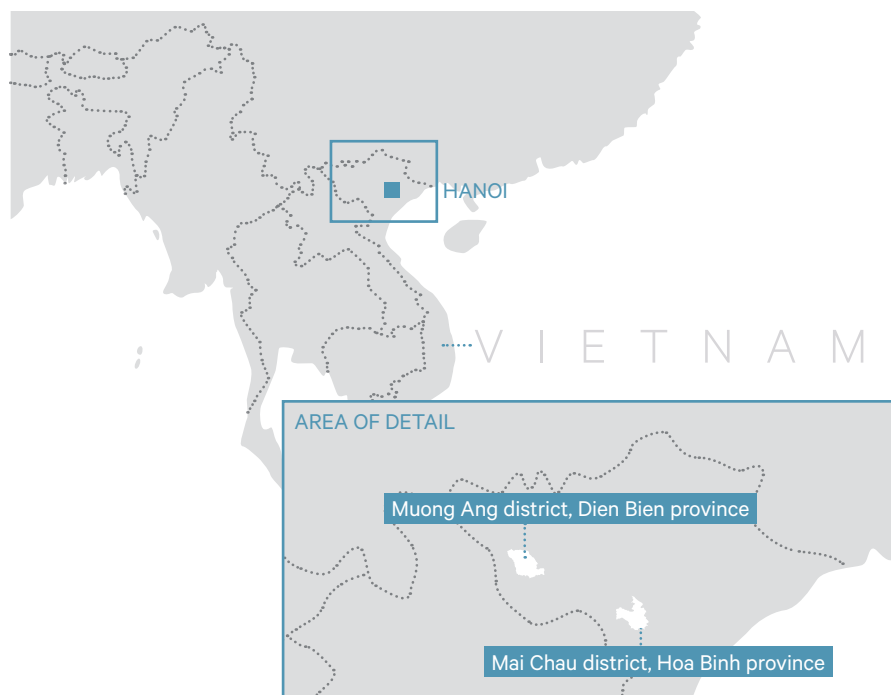 HANOI
VIETNAM
AREA OF DETAIL
Muong Ang district, Dien Bien province
Mai Chau district, Hoa Binh province